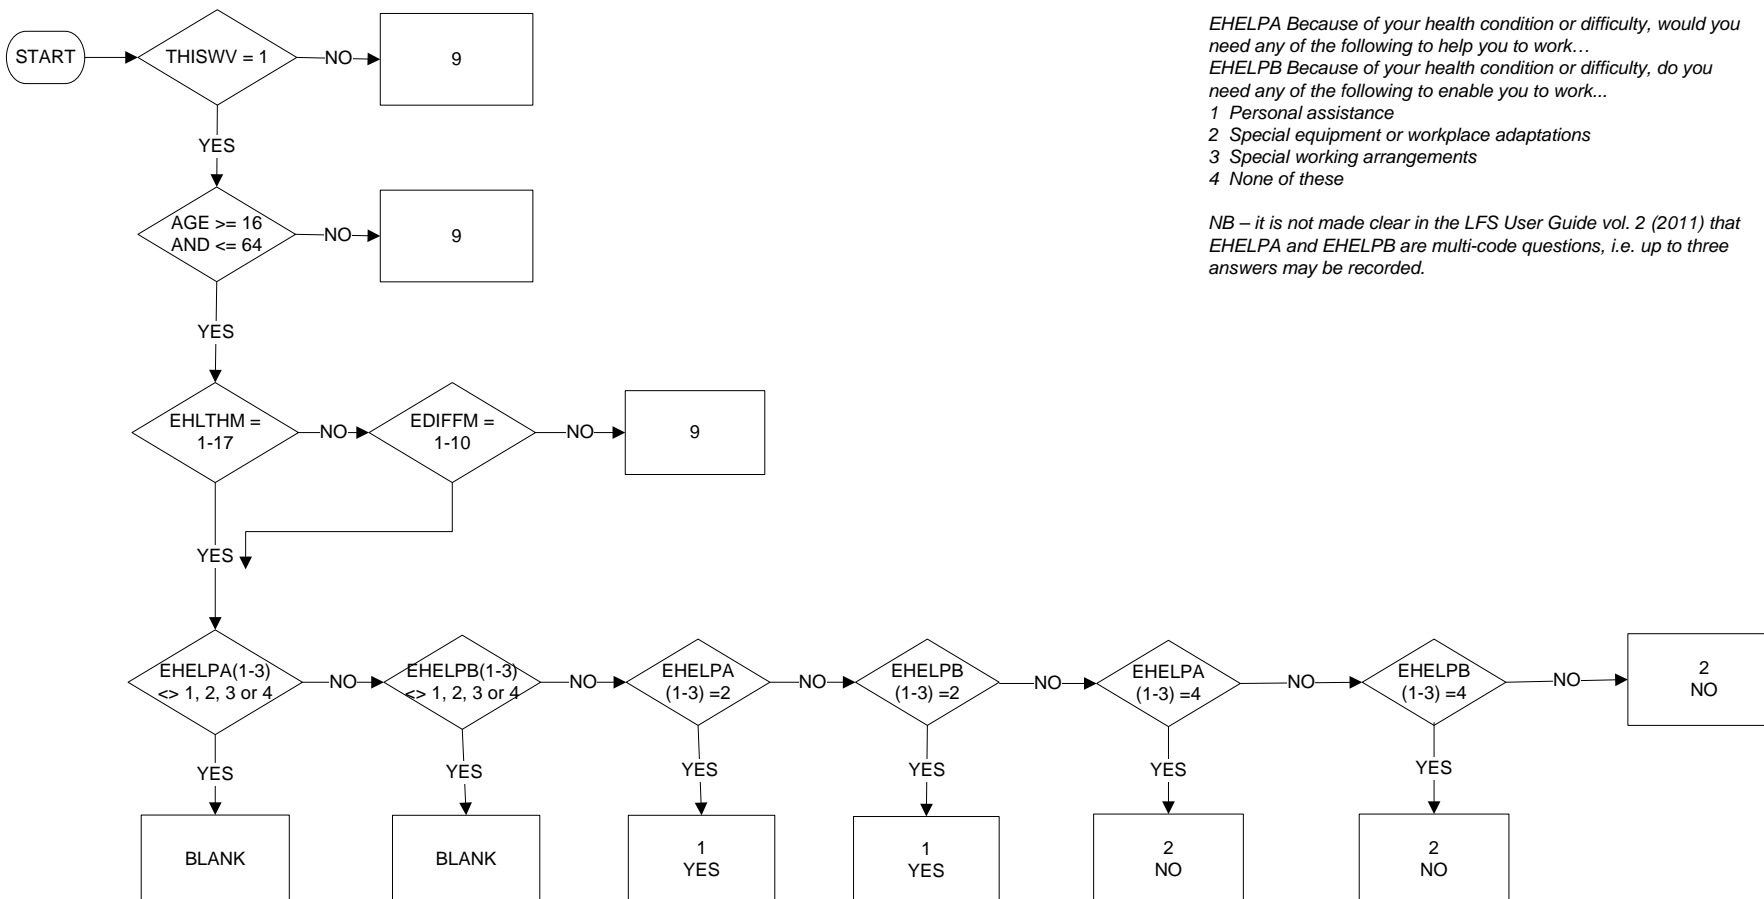 START
THISWV = 1
NO
9
YES
AGE >= 16
AND <= 64
NO
9
YES
EHLTHM =
1-17
NO
EDIFFM =
1-10
NO
9
YES
EHELPA(1-3)
<> 1, 2, 3 or 4
NO
EHELPB(1-3)
<> 1, 2, 3 or 4
NO
EHELPA
(1-3) =2
NO
EHELPB
(1-3) =2
NO
EHELPA
(1-3) =4
NO
EHELPB
(1-3) =4
NO
2
NO
YES
YES
YES
YES
YES
YES
BLANK
BLANK
1
YES
1
YES
2
NO
2
NO
EHELPA Because of your health condition or difficulty, would you
need any of the following to help you to work…
EHELPB Because of your health condition or difficulty, do you
need any of the following to enable you to work...
1 Personal assistance
2 Special equipment or workplace adaptations
3 Special working arrangements
4 None of these
NB – it is not made clear in the LFS User Guide vol. 2 (2011) that
EHELPA and EHELPB are multi-code questions, i.e. up to three
answers may be recorded.